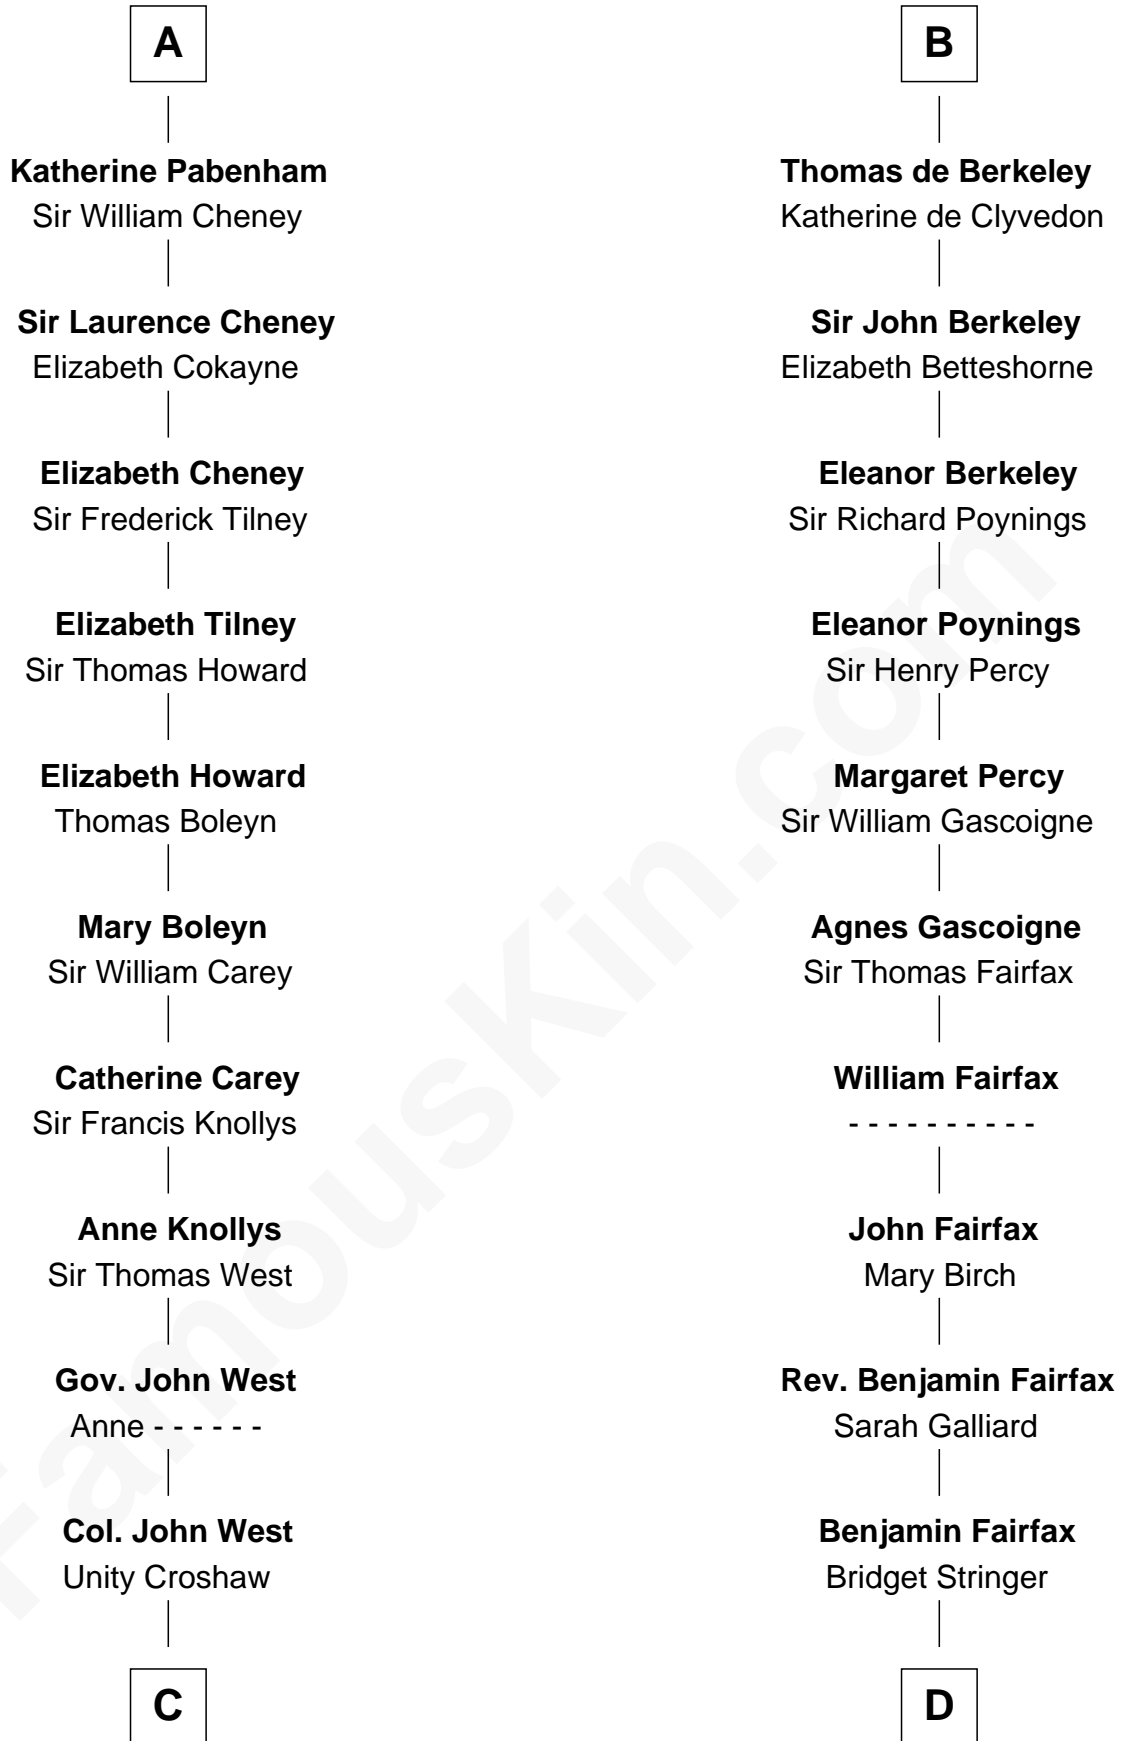 A
Katherine Pabenham
Sir William Cheney
Sir Laurence Cheney
Elizabeth Cokayne
Elizabeth Cheney
Sir Frederick Tilney
Elizabeth Tilney
Sir Thomas Howard
Elizabeth Howard
Thomas Boleyn
Mary Boleyn
Sir William Carey
Catherine Carey
Sir Francis Knollys
Anne Knollys
Sir Thomas West
Gov. John West
Anne - - - - - -
Col. John West
Unity Croshaw
C
B
Thomas de Berkeley
Katherine de Clyvedon
Sir John Berkeley
Elizabeth Betteshorne
Eleanor Berkeley
Sir Richard Poynings
Eleanor Poynings
Sir Henry Percy
Margaret Percy
Sir William Gascoigne
Agnes Gascoigne
Sir Thomas Fairfax
William Fairfax
- - - - - - - - - -
John Fairfax
Mary Birch
Rev. Benjamin Fairfax
Sarah Galliard
Benjamin Fairfax
Bridget Stringer
D
FamousKin.com